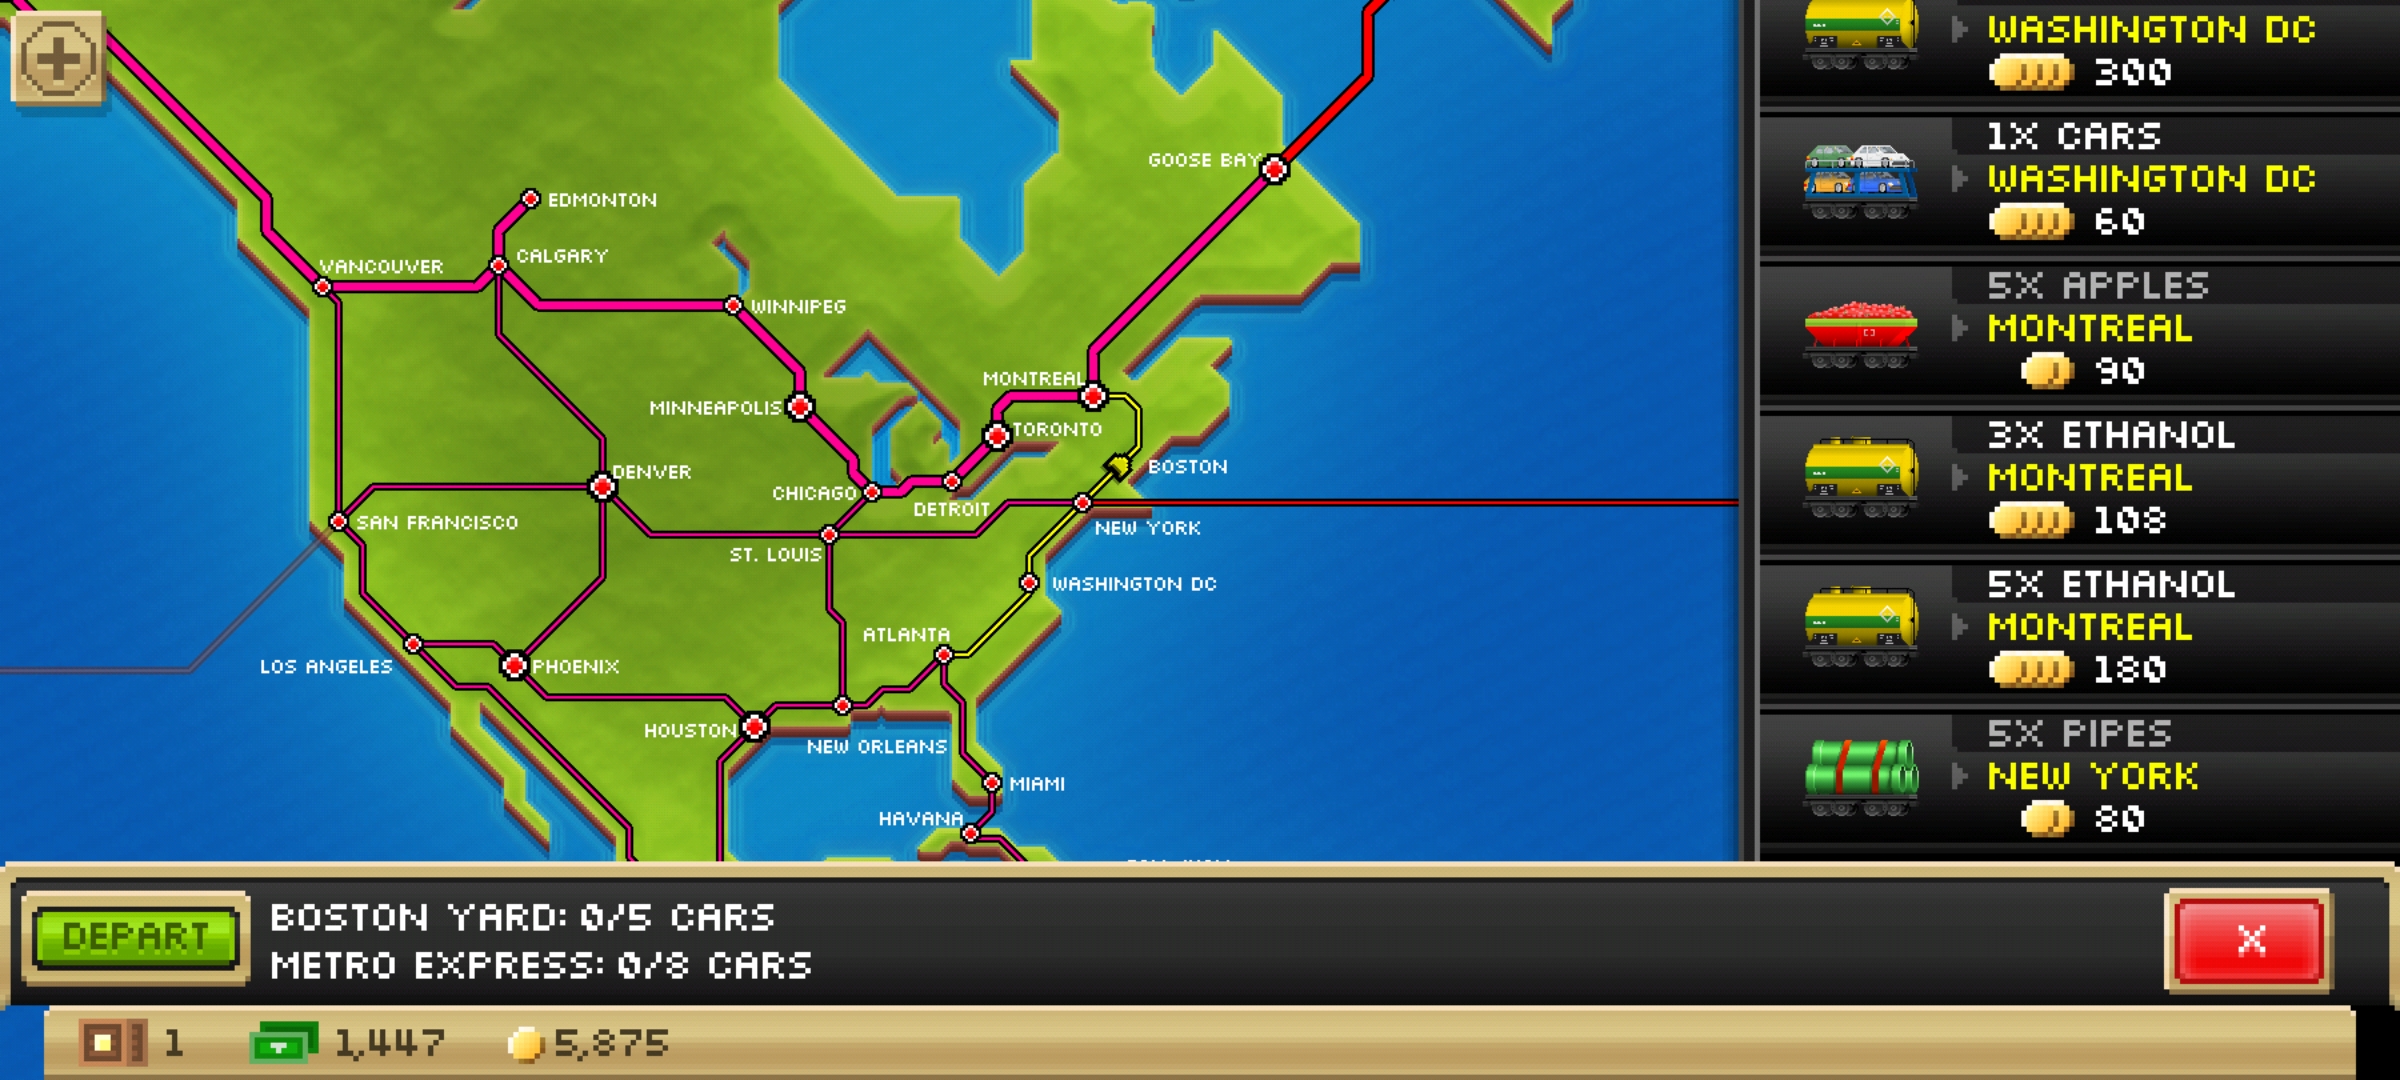 GOOSE BAY
EDMONTON
CALGARY
VANCOUVER
WINNIPEG
MONTREAL
MINNEAPOLIS
TORONTO
DENVER
BOSTON
CHICAGO
DETROIT
SAN FRANCISCO
NEW YORK
ST. LOUIS
WASHINGTON DC
ATLANTA
LOS ANGELES
PHOENIX
HOUSTON
NEW ORLEANS
MIAMI
HAVANA
WASHINGTON DC
300
1X CARS
WASHINGTON DC
60
5X APPLES
MONTREAL
90
3X ETHANOL
MONTREAL
108
5X ETHANOL
MONTREAL
180
5X PIPES
NEW YORK
80
DEPART
BOSTON YARD: 0/5 CARS
METRO EXPRESS: 0/8 CARS
X
1
1,447
5,875